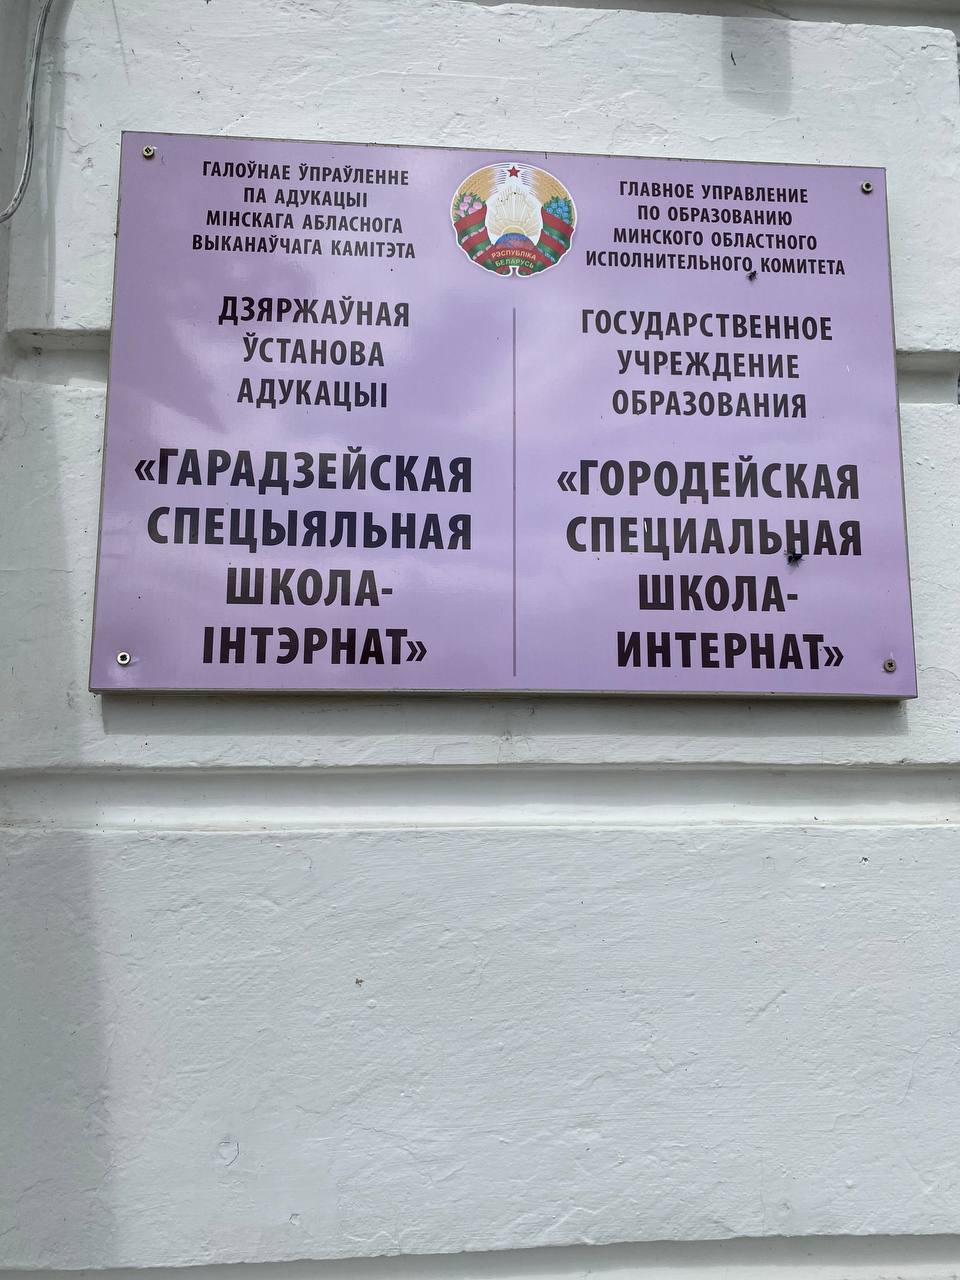 ГАЛОЎНАЕ ЎПРАЎЛЕННЕ
ПА АДУКАЦЫІ
МІНСКАГА АБЛАСНОГА
ВЫКАНАЎЧАГА КАМІТЭТА
ДЗЯРЖАЎНАЯ
ЎСТАНОВА
АДУКАЦЫІ
«ГАРАДЗЕЙСКАЯ
СПЕЦЫЯЛЬНАЯ
ШКОЛА-
ІНТЭРНАТ»
РЭСПУБЛІКА
БЕЛАРУСЬ
ГЛАВНОЕ УПРАВЛЕНИЕ
ПО ОБРАЗОВАНИЮ
МИНСКОГО ОБЛАСТНОГО
ИСПОЛНИТЕЛЬНОГО КОМИТЕТА
ГОСУДАРСТВЕННОЕ
УЧРЕЖДЕНИЕ
ОБРАЗОВАНИЯ
«ГОРОДЕЙСКАЯ
СПЕЦИАЛЬНАЯ
ШКОЛА-
ИНТЕРНАТ»